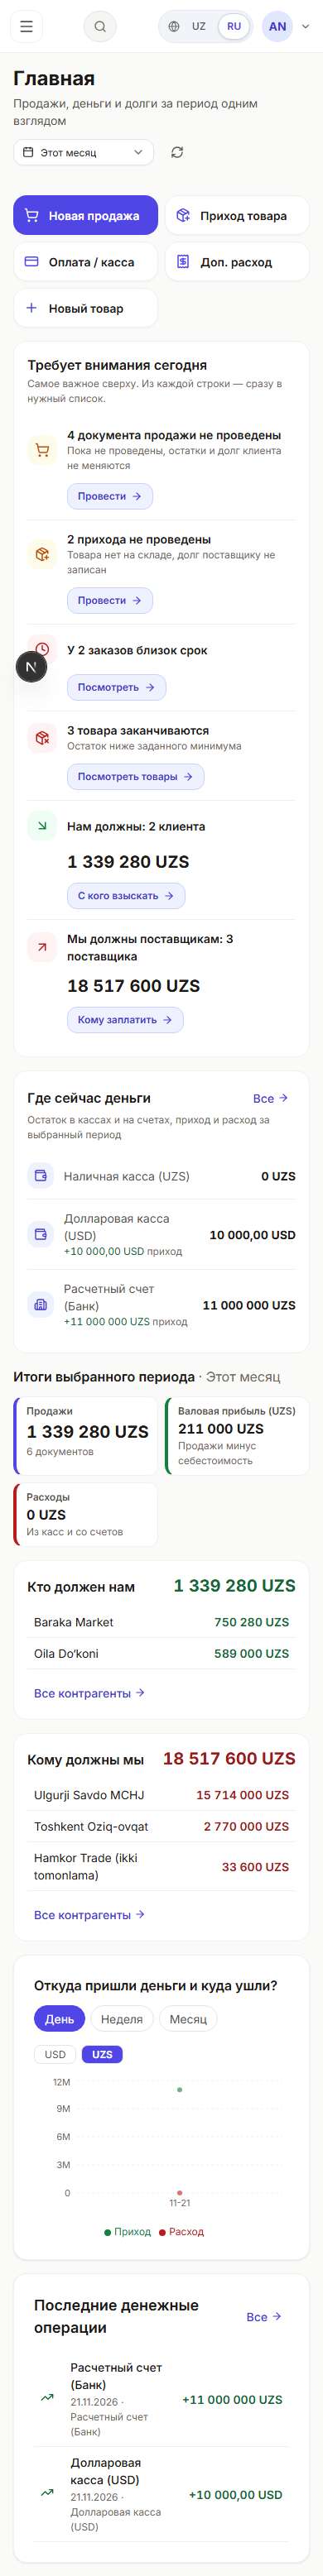 UZ RU AN
Главная
Продажи, деньги и долги за период одним
взглядом
Этот месяц
Новая продажа
Приход товара
Оплата / касса
Доп. расход
Новый товар
Требует внимания сегодня
Самое важное сверху. Из каждой строки — сразу в
нужный список.
4 документа продажи не проведены
Пока не проведены, остатки и долг клиента
не меняются
Провести →
2 прихода не проведены
Товара нет на складе, долг поставщику не
записан
Провести →
У 2 заказов близок срок
N
Посмотреть →
3 товара заканчиваются
Остаток ниже заданного минимума
Посмотреть товары →
Нам должны: 2 клиента
1 339 280 UZS
С кого взыскать →
Мы должны поставщикам: 3
поставщика
18 517 600 UZS
Кому заплатить →
Где сейчас деньги
Все →
Остаток в кассах и на счетах, приход и расход за
выбранный период
Наличная касса (UZS)
0 UZS
Долларовая касса
(USD)
+10 000,00 USD приход
10 000,00 USD
Расчетный счет
(Банк)
+11 000 000 UZS приход
11 000 000 UZS
Итоги выбранного периода · Этот месяц
Продажи
1 339 280 UZS
6 документов
Валовая прибыль (UZS)
211 000 UZS
Продажи минус
себестоимость
Расходы
0 UZS
Из касс и со счетов
Кто должен нам
1 339 280 UZS
Baraka Market
750 280 UZS
Oila Do'koni
589 000 UZS
Все контрагенты →
Кому должны мы
18 517 600 UZS
Ulgurji Savdo MCHJ
15 714 000 UZS
Toshkent Oziq-ovqat
2 770 000 UZS
Hamkor Trade (ikki
tomonlama)
33 600 UZS
Все контрагенты →
Откуда пришли деньги и куда ушли?
День
Неделя
Месяц
USD
UZS
12M
9M
6M
3M
0
11-21
Приход
Расход
Последние денежные
операции
Все →
Расчетный счет
(Банк)
21.11.2026 ·
Расчетный счет
(Банк)
+11 000 000 UZS
Долларовая
касса (USD)
21.11.2026 ·
Долларовая касса
(USD)
+10 000,00 USD